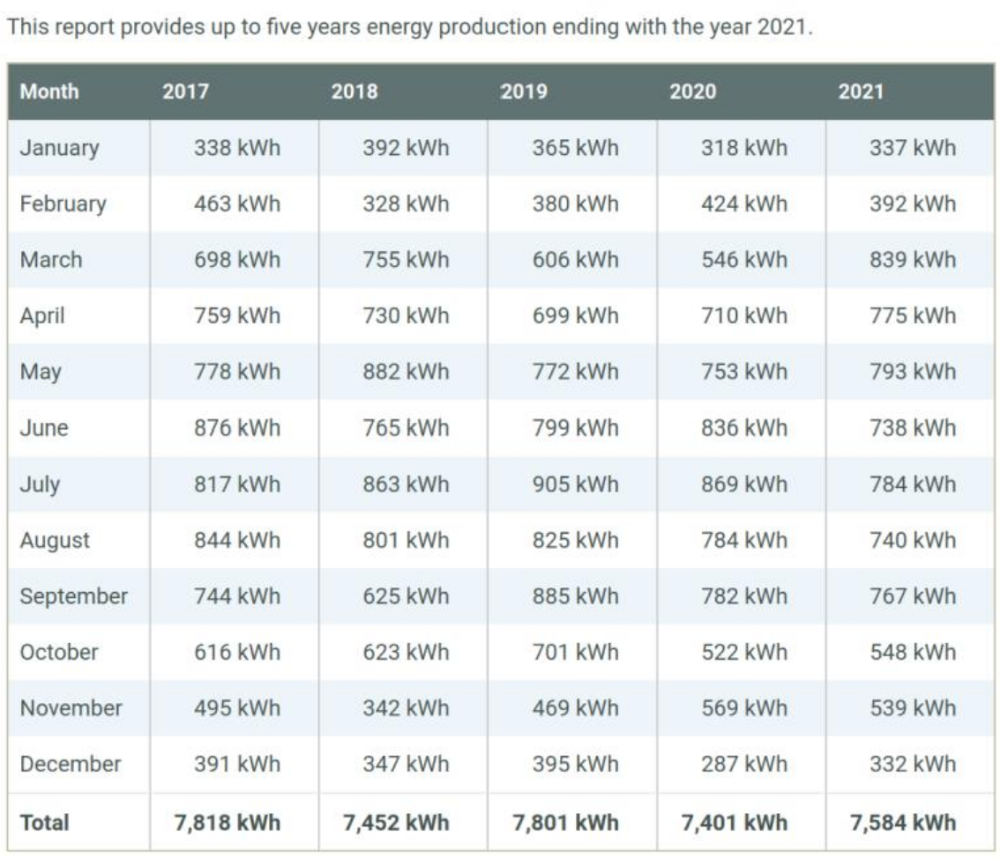 This report provides up to five years energy production ending with the year 2021.
Month 2017 2018 2019 2020 2021
January 338 kWh 392 kWh 365 kWh 318 kWh 337 kWh
February 463 kWh 328 kWh 380 kWh 424 kWh 392 kWh
March 698 kWh 755 kWh 606 kWh 546 kWh 839 kWh
April 759 kWh 730 kWh 699 kWh 710 kWh 775 kWh
May 778 kWh 882 kWh 772 kWh 753 kWh 793 kWh
June 876 kWh 765 kWh 799 kWh 836 kWh 738 kWh
July 817 kWh 863 kWh 905 kWh 869 kWh 784 kWh
August 844 kWh 801 kWh 825 kWh 784 kWh 740 kWh
September 744 kWh 625 kWh 885 kWh 782 kWh 767 kWh
October 616 kWh 623 kWh 701 kWh 522 kWh 548 kWh
November 495 kWh 342 kWh 469 kWh 569 kWh 539 kWh
December 391 kWh 347 kWh 395 kWh 287 kWh 332 kWh
Total 7,818 kWh 7,452 kWh 7,801 kWh 7,401 kWh 7,584 kWh